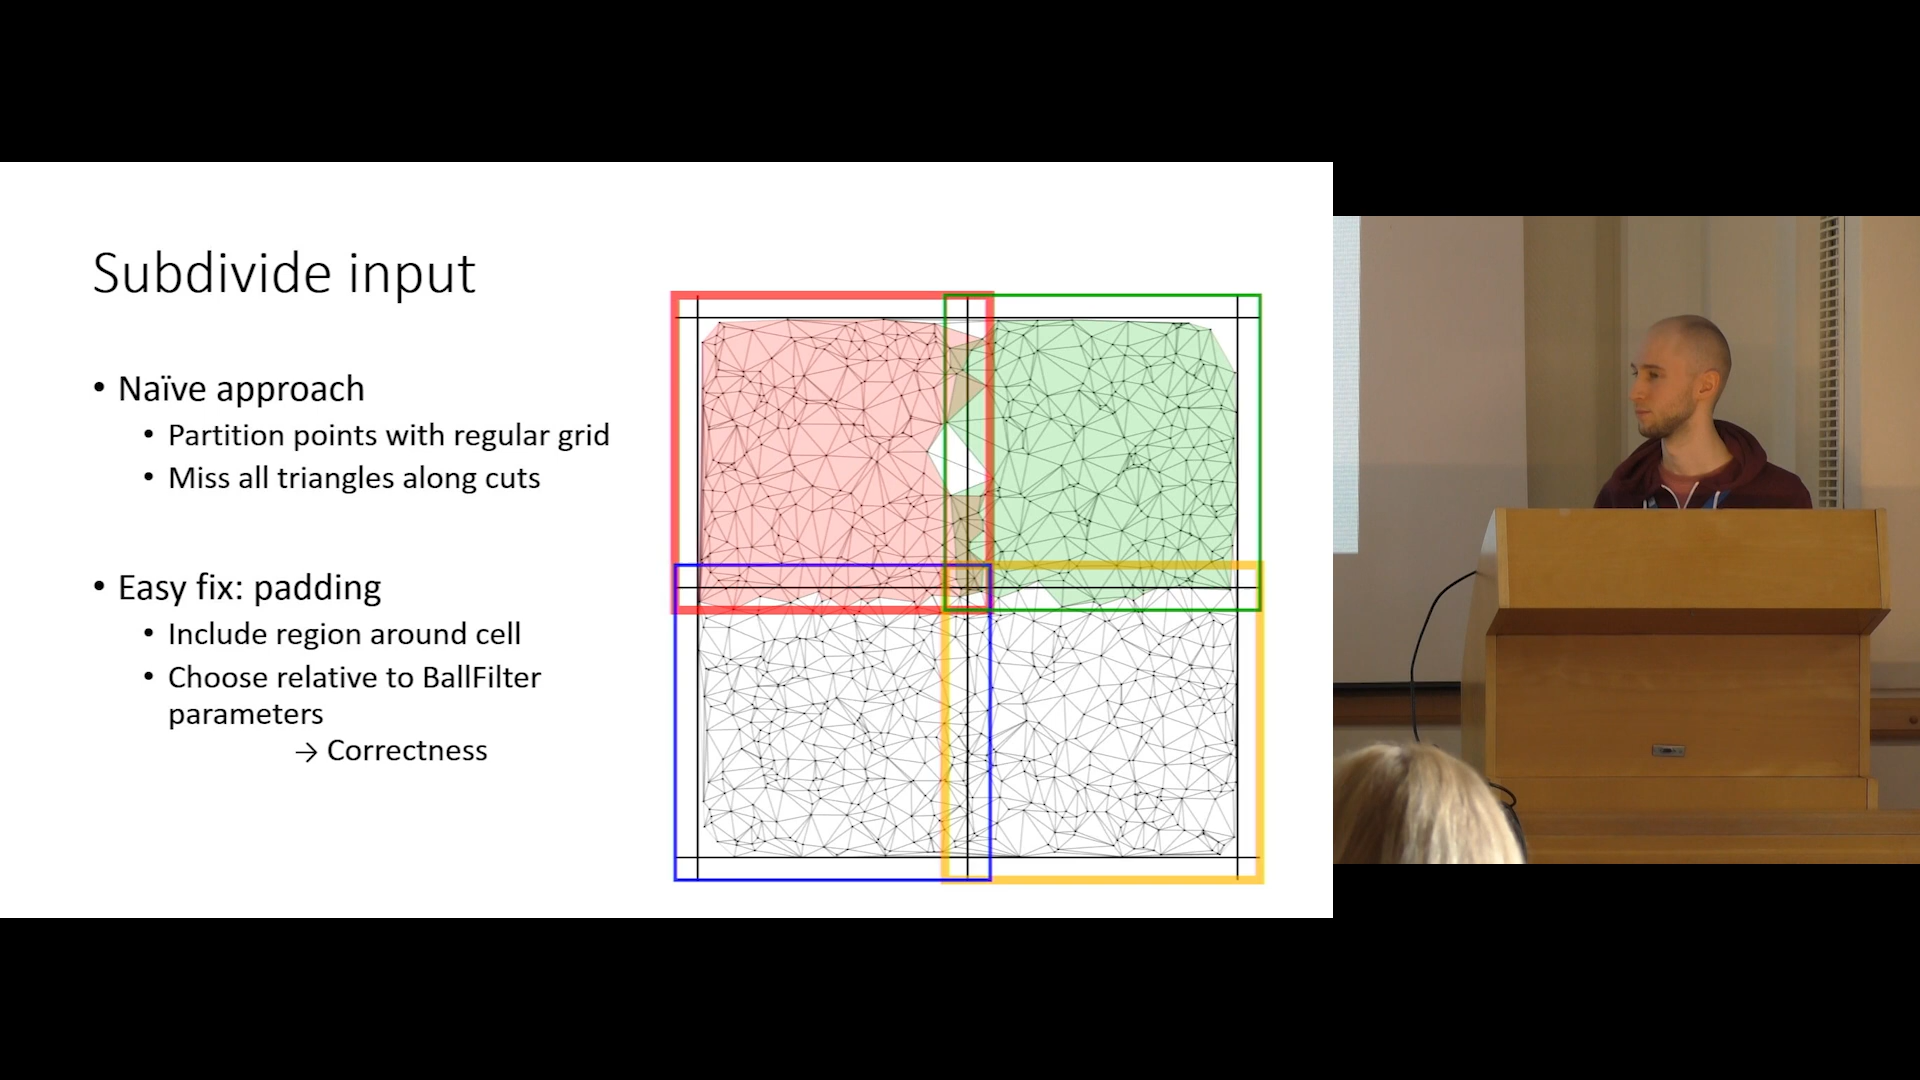 Subdivide input
• Naïve approach
• Partition points with regular grid
• Miss all triangles along cuts
• Easy fix: padding
• Include region around cell
• Choose relative to BallFilter
parameters
→ Correctness